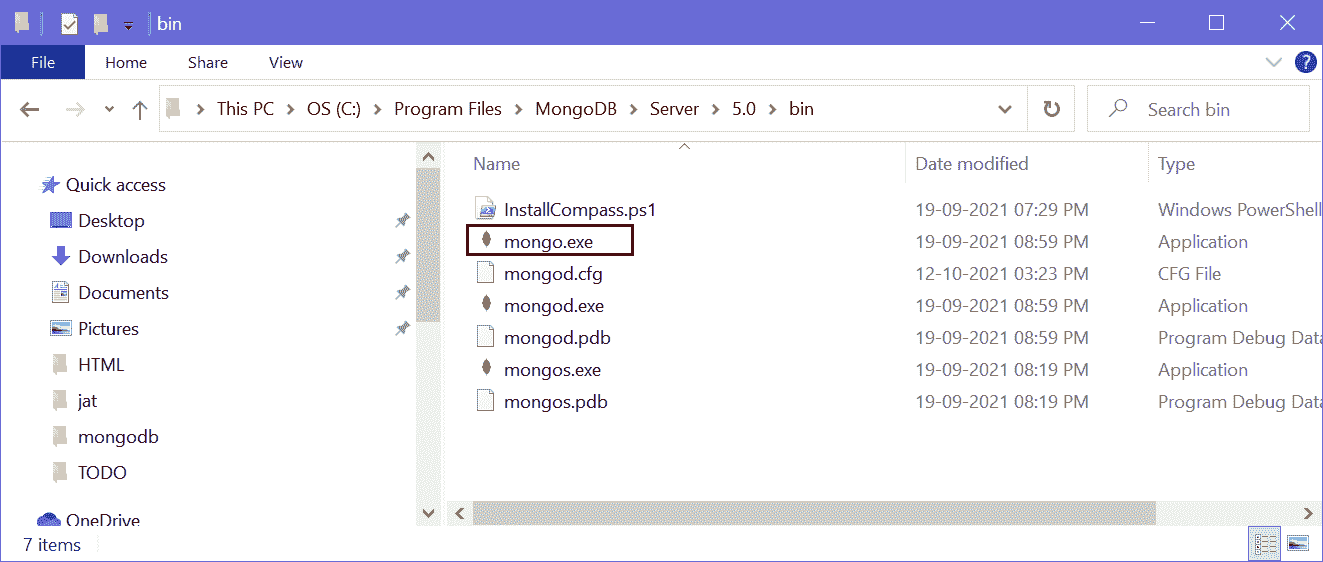 bin
File Home Share View
This PC OS (C:) Program Files MongoDB Server 5.0 bin Search bin
Name Date modified Type
Quick access
Desktop
Downloads
Documents
Pictures
HTML
jat
mongodb
TODO
OneDrive
InstallCompass.ps1 19-09-2021 07:29 PM Windows PowerShell
mongo.exe 19-09-2021 08:59 PM Application
mongod.cfg 12-10-2021 03:23 PM CFG File
mongod.exe 19-09-2021 08:59 PM Application
mongod.pdb 19-09-2021 08:59 PM Program Debug Data
mongos.exe 19-09-2021 08:19 PM Application
mongos.pdb 19-09-2021 08:19 PM Program Debug Data
7 items